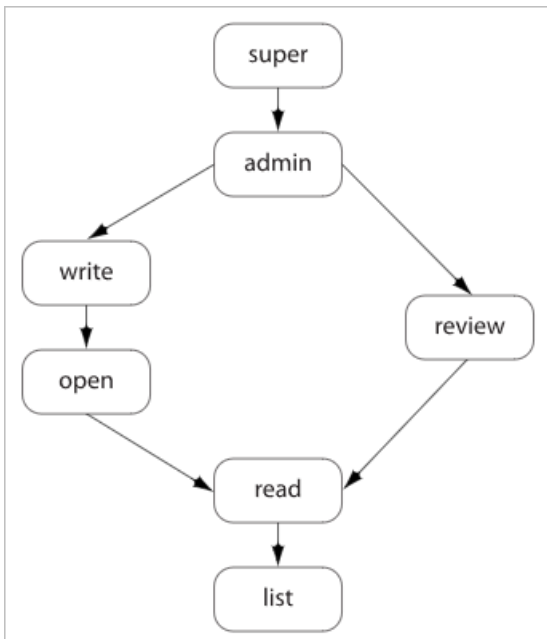 super
admin
write
review
open
read
list